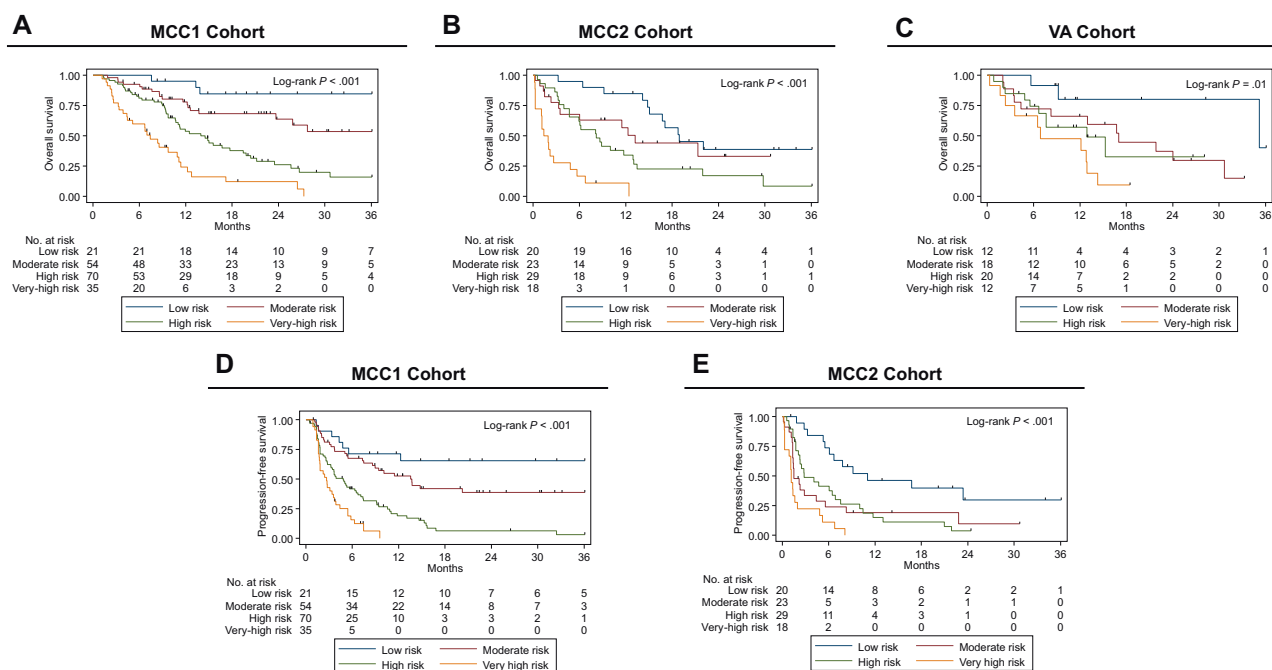 A
MCC1 Cohort
1.00
0.75
0.50
0.25
0.00
Overall survival
Log-rank P < .001
0 6 12 18 24 30 36
Months
No. at risk
Low risk 21 21 18 14 10 9 7
Moderate risk 54 48 33 23 13 9 5
High risk 70 53 29 18 9 5 4
Very-high risk 35 20 6 3 2 0 0
Low risk Moderate risk
High risk Very-high risk
B
MCC2 Cohort
1.00
0.75
0.50
0.25
0.00
Overall survival
Log-rank P < .001
0 6 12 18 24 30 36
Months
No. at risk
Low risk 20 19 16 10 4 4 1
Moderate risk 23 14 9 5 3 1 0
High risk 29 18 9 6 3 1 1
Very-high risk 18 3 1 0 0 0 0
Low risk Moderate risk
High risk Very-high risk
C
VA Cohort
1.00
0.75
0.50
0.25
0.00
Overall survival
Log-rank P = .01
0 6 12 18 24 30 36
Months
No. at risk
Low risk 12 11 4 4 3 2 1
Moderate risk 18 12 10 6 5 2 0
High risk 20 14 7 2 2 0 0
Very-high risk 12 7 5 1 0 0 0
Low risk Moderate risk
High risk Very-high risk
D
MCC1 Cohort
1.00
0.75
0.50
0.25
0.00
Progression-free survival
Log-rank P < .001
0 6 12 18 24 30 36
Months
No. at risk
Low risk 21 15 12 10 7 6 5
Moderate risk 54 34 22 14 8 7 3
High risk 70 25 10 3 3 2 1
Very-high risk 35 5 0 0 0 0 0
Low risk Moderate risk
High risk Very high risk
E
MCC2 Cohort
1.00
0.75
0.50
0.25
0.00
Progression-free survival
Log-rank P < .001
0 6 12 18 24 30 36
Months
No. at risk
Low risk 20 14 8 6 2 2 1
Moderate risk 23 5 3 2 1 1 0
High risk 29 11 4 3 1 0 0
Very-high risk 18 2 0 0 0 0 0
Low risk Moderate risk
High risk Very high risk